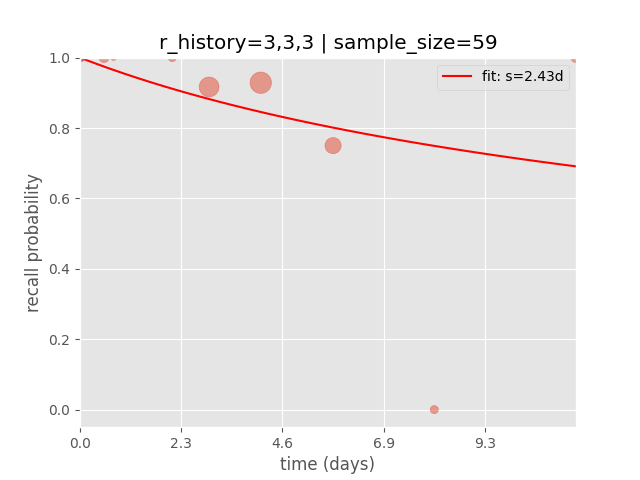 r_history=3,3,3 | sample_size=59
fit: s=2.43d
recall probability
1.0
0.8
0.6
0.4
0.2
0.0
0.0 2.3 4.6 6.9 9.3
time (days)